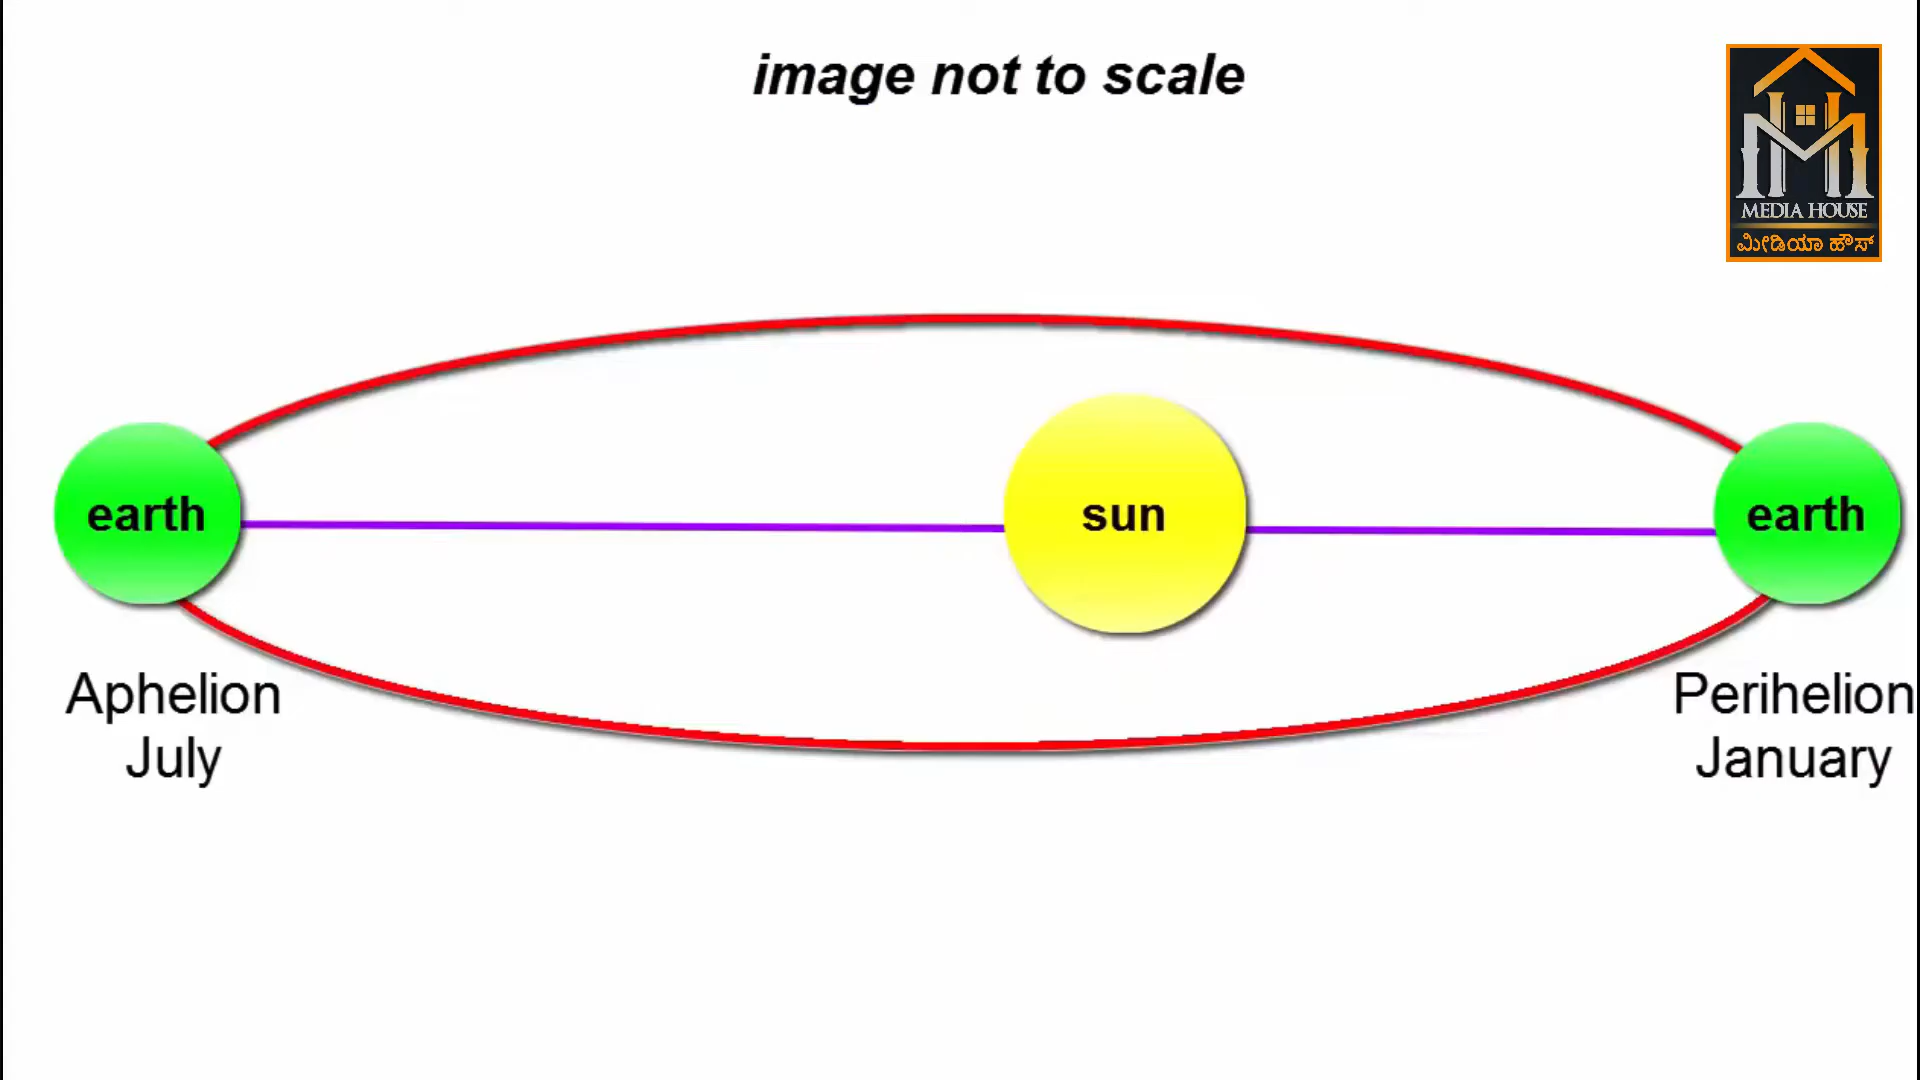 image not to scale
MEDIA HOUSE
ಮೀಡಿಯಾ ಹೌಸ್
earth
sun
earth
Aphelion
July
Perihelion
January